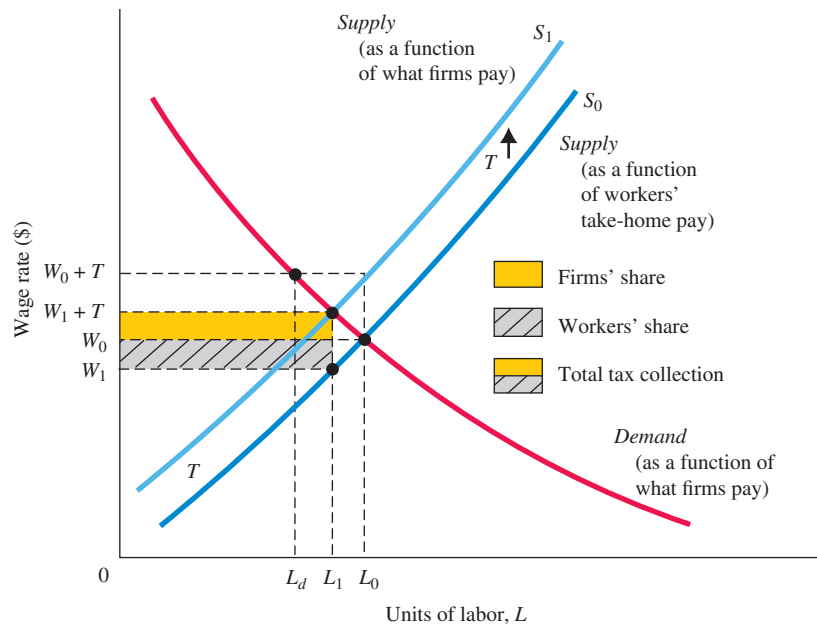 Supply
(as a function
of what firms pay)
S1
S0
Supply
(as a function
of workers'
take-home pay)
T
Wage rate ($)
W0 + T
W1 + T
W0
W1
Firms' share
Workers' share
Total tax collection
Demand
(as a function of
what firms pay)
T
0
Ld
L1
L0
Units of labor, L